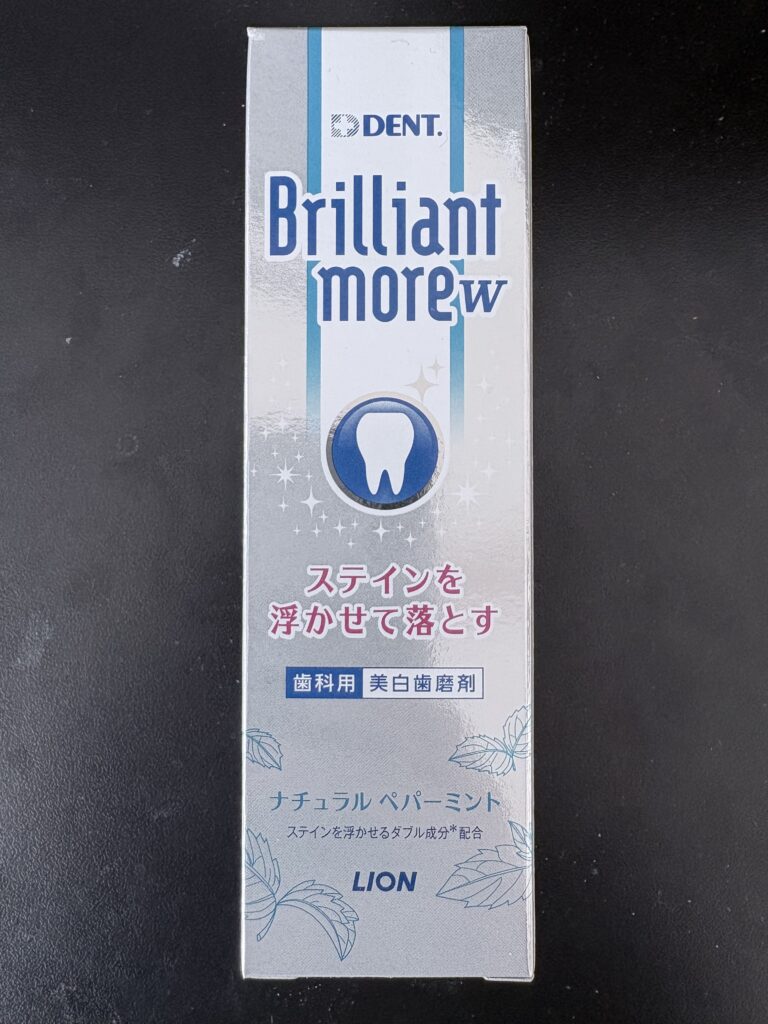 DENT.
Brilliant
more w
ステインを
浮かせて落とす
歯科用 美白歯磨剤
ナチュラル ペパーミント
ステインを浮かせるダブル成分*配合
LION